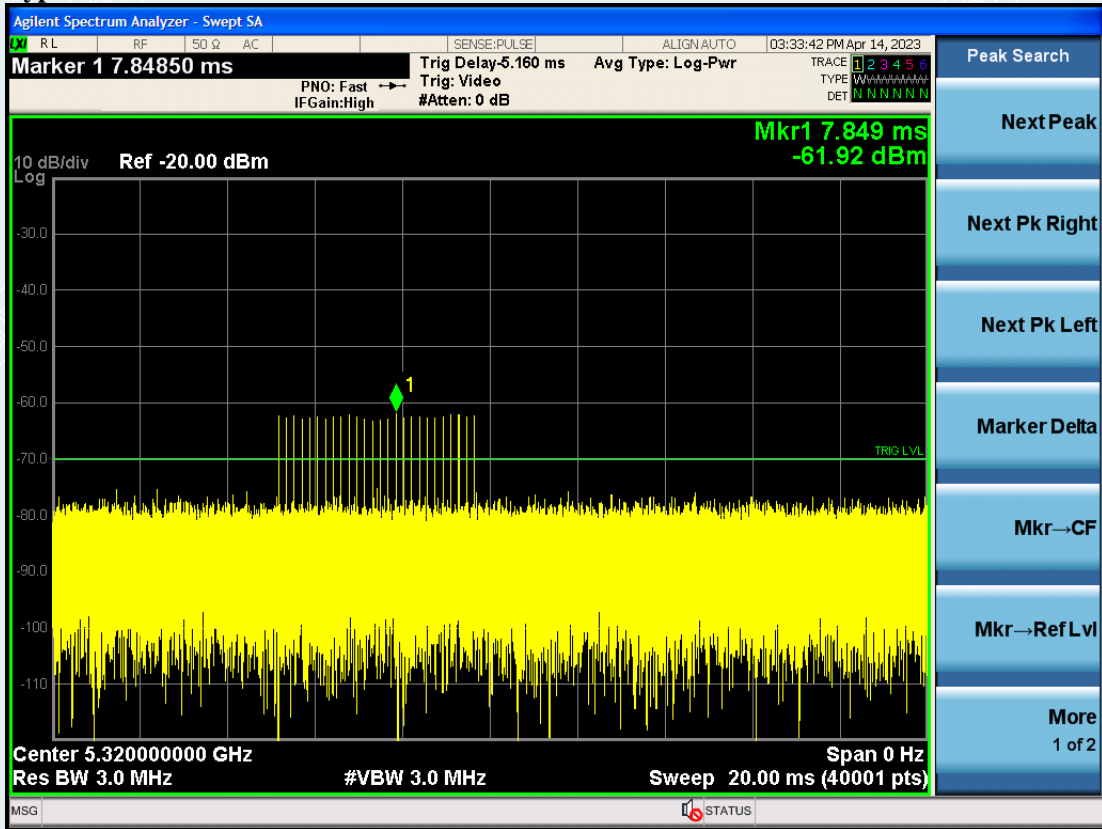 Agilent Spectrum Analyzer - Swept SA
LXI RL RF 50 Ω AC SENSE:PULSE ALIGN AUTO 03:33:42 PM Apr 14, 2023
Marker 1 7.84850 ms
PNO: Fast
IFGain:High
Trig Delay-5.160 ms
Trig: Video
#Atten: 0 dB
Avg Type: Log-Pwr
TRACE 1 2 3 4 5 6
TYPE
DET N N N N N N
Mkr1 7.849 ms
-61.92 dBm
10 dB/div Ref -20.00 dBm
Log
-30.0
-40.0
-50.0
1
-60.0
TRIG LVL
-70.0
-80.0
-90.0
-100
-110
Center 5.320000000 GHz Span 0 Hz
Res BW 3.0 MHz #VBW 3.0 MHz Sweep 20.00 ms (40001 pts)
MSG STATUS
Peak Search
Next Peak
Next Pk Right
Next Pk Left
Marker Delta
Mkr→CF
Mkr→Ref Lvl
More
1 of 2